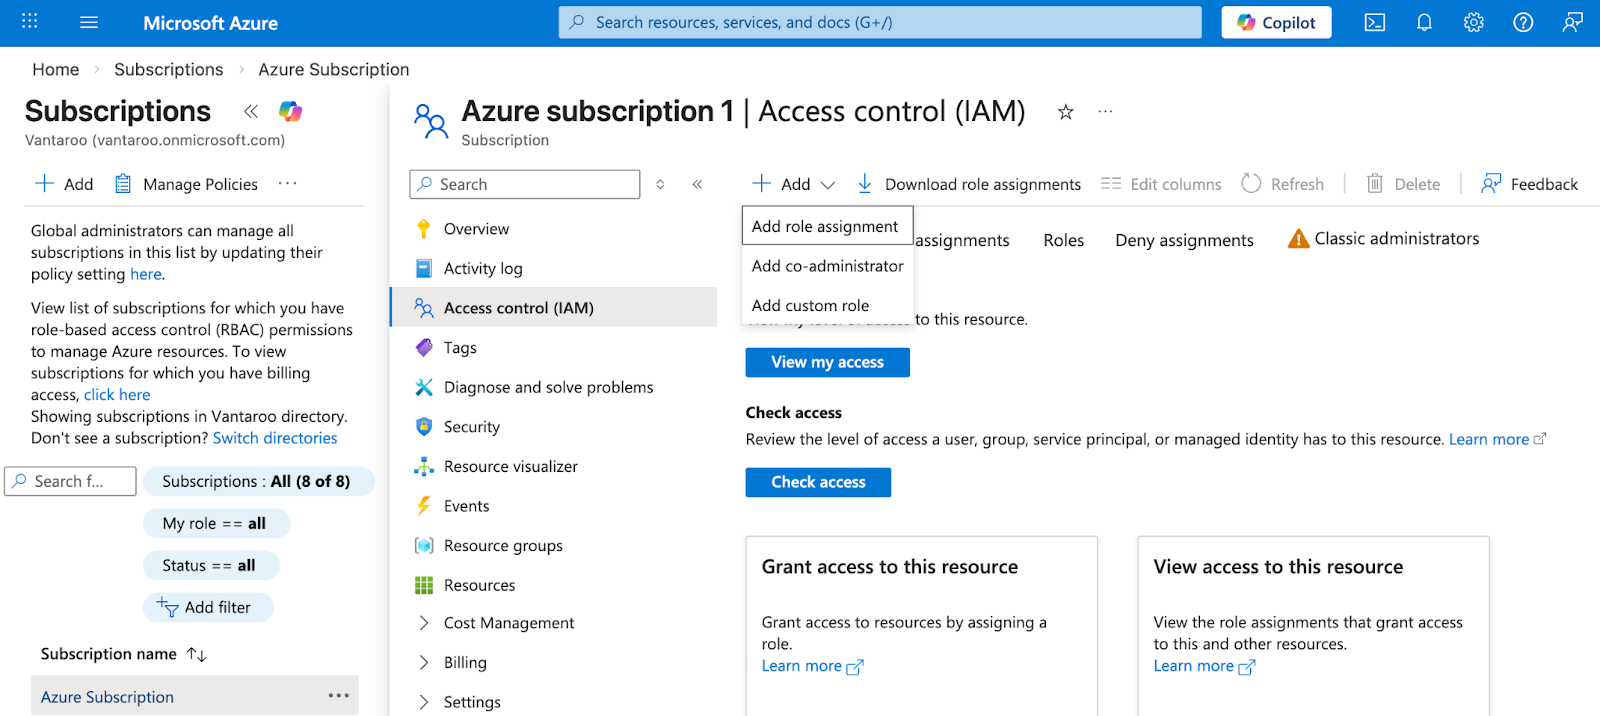 Microsoft Azure
Search resources, services, and docs (G+/)
Copilot
Home > Subscriptions > Azure Subscription
Subscriptions
Vantaroo (vantaroo.onmicrosoft.com)
Add
Manage Policies
Global administrators can manage all
subscriptions in this list by updating their
policy setting here.
View list of subscriptions for which you have
role-based access control (RBAC) permissions
to manage Azure resources. To view
subscriptions for which you have billing
access, click here
Showing subscriptions in Vantaroo directory.
Don't see a subscription? Switch directories
Search f...
Subscriptions : All (8 of 8)
My role == all
Status == all
Add filter
Subscription name
Azure Subscription
Azure subscription 1 | Access control (IAM)
Subscription
Search
Overview
Activity log
Access control (IAM)
Tags
Diagnose and solve problems
Security
Resource visualizer
Events
Resource groups
Resources
Cost Management
Billing
Settings
Add
Download role assignments
Edit columns
Refresh
Delete
Feedback
Add role assignment
Add co-administrator
Add custom role
assignments
Roles
Deny assignments
Classic administrators
View my level of access to this resource.
View my access
Check access
Review the level of access a user, group, service principal, or managed identity has to this resource. Learn more
Check access
Grant access to this resource
Grant access to resources by assigning a
role.
Learn more
View access to this resource
View the role assignments that grant access
to this and other resources.
Learn more